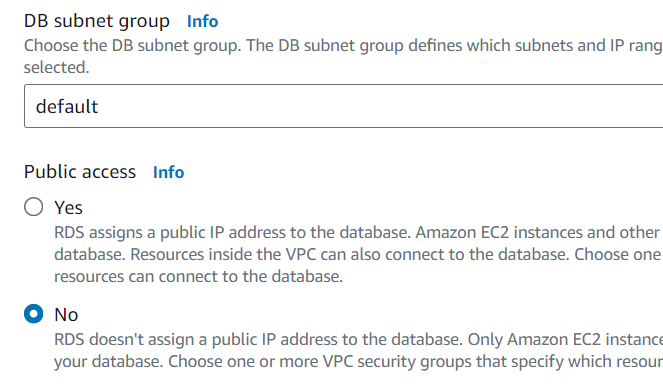 DB subnet group Info
Choose the DB subnet group. The DB subnet group defines which subnets and IP rang
selected.
default
Public access Info
Yes
RDS assigns a public IP address to the database. Amazon EC2 instances and other
database. Resources inside the VPC can also connect to the database. Choose one
resources can connect to the database.
No
RDS doesn't assign a public IP address to the database. Only Amazon EC2 instance
your database. Choose one or more VPC security groups that specify which resour